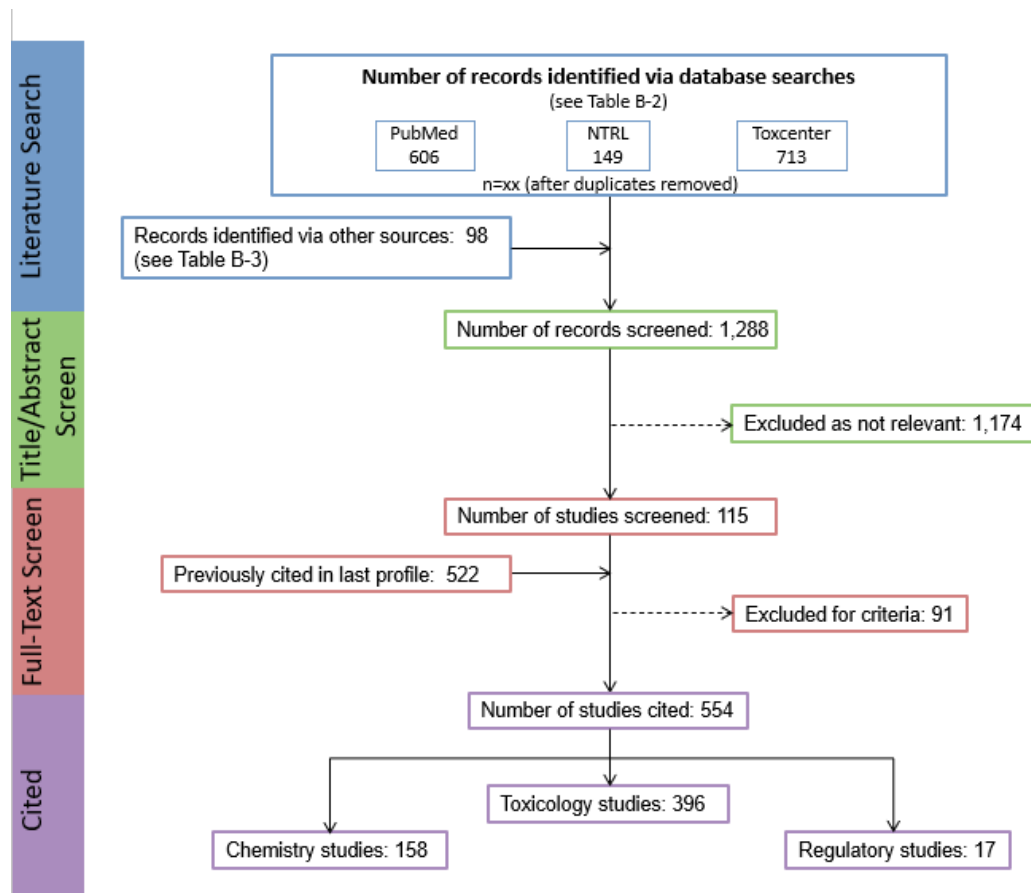 Literature Search
Number of records identified via database searches
(see Table B-2)
PubMed
606
NTRL
149
Toxcenter
713
n=xx (after duplicates removed)
Records identified via other sources: 98
(see Table B-3)
Title/Abstract
Screen
Number of records screened: 1,288
Excluded as not relevant: 1,174
Full-Text Screen
Number of studies screened: 115
Previously cited in last profile: 522
Excluded for criteria: 91
Cited
Number of studies cited: 554
Toxicology studies: 396
Chemistry studies: 158
Regulatory studies: 17